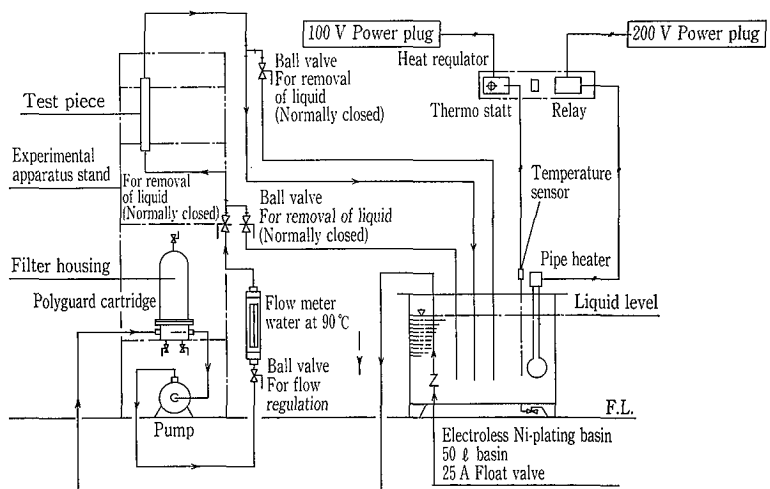 100 V Power plug
200 V Power plug
Ball valve
For removal
of liquid
(Normally closed)
Heat requlator
Thermo statt
Relay
Test piece
Experimental
apparatus stand
For removal
of liquid
(Normally closed)
Ball valve
For removal of liquid
(Normally closed)
Temperature
sensor
Pipe heater
Filter housing
Polyguard cartridge
Flow meter
water at 90℃
Liquid level
Ball valve
For flow
regulation
Pump
F.L.
Electroless Ni-plating basin
50 ℓ basin
25 A Float valve